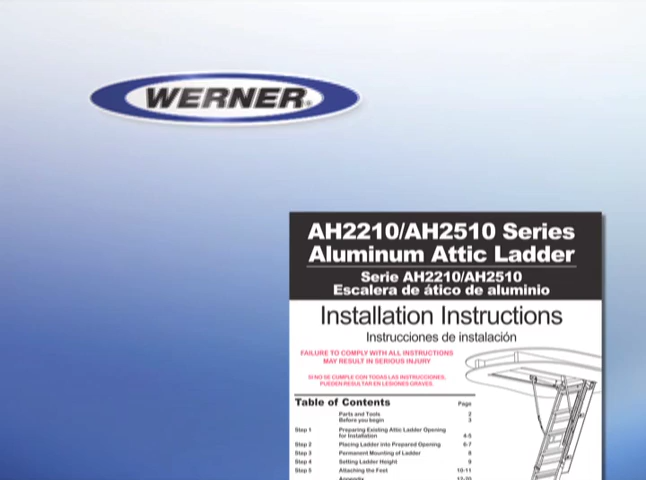 WERNER®
AH2210/AH2510 Series
Aluminum Attic Ladder
Serie AH2210/AH2510
Escalera de ático de aluminio
Installation Instructions
Instrucciones de instalación
FAILURE TO COMPLY WITH ALL INSTRUCTIONS
MAY RESULT IN SERIOUS INJURY
SI NO SE CUMPLE CON TODAS LAS INSTRUCCIONES,
PUEDEN RESULTAR EN LESIONES GRAVES.
Table of Contents Page
Parts and Tools 2
Before you begin 3
Step 1 Preparing Existing Attic Ladder Opening
for Installation 4-5
Step 2 Placing Ladder into Prepared Opening 6-7
Step 3 Permanent Mounting of Ladder 8
Step 4 Setting Ladder Height 9
Step 5 Attaching the Feet 10-11
Appendix 12-20